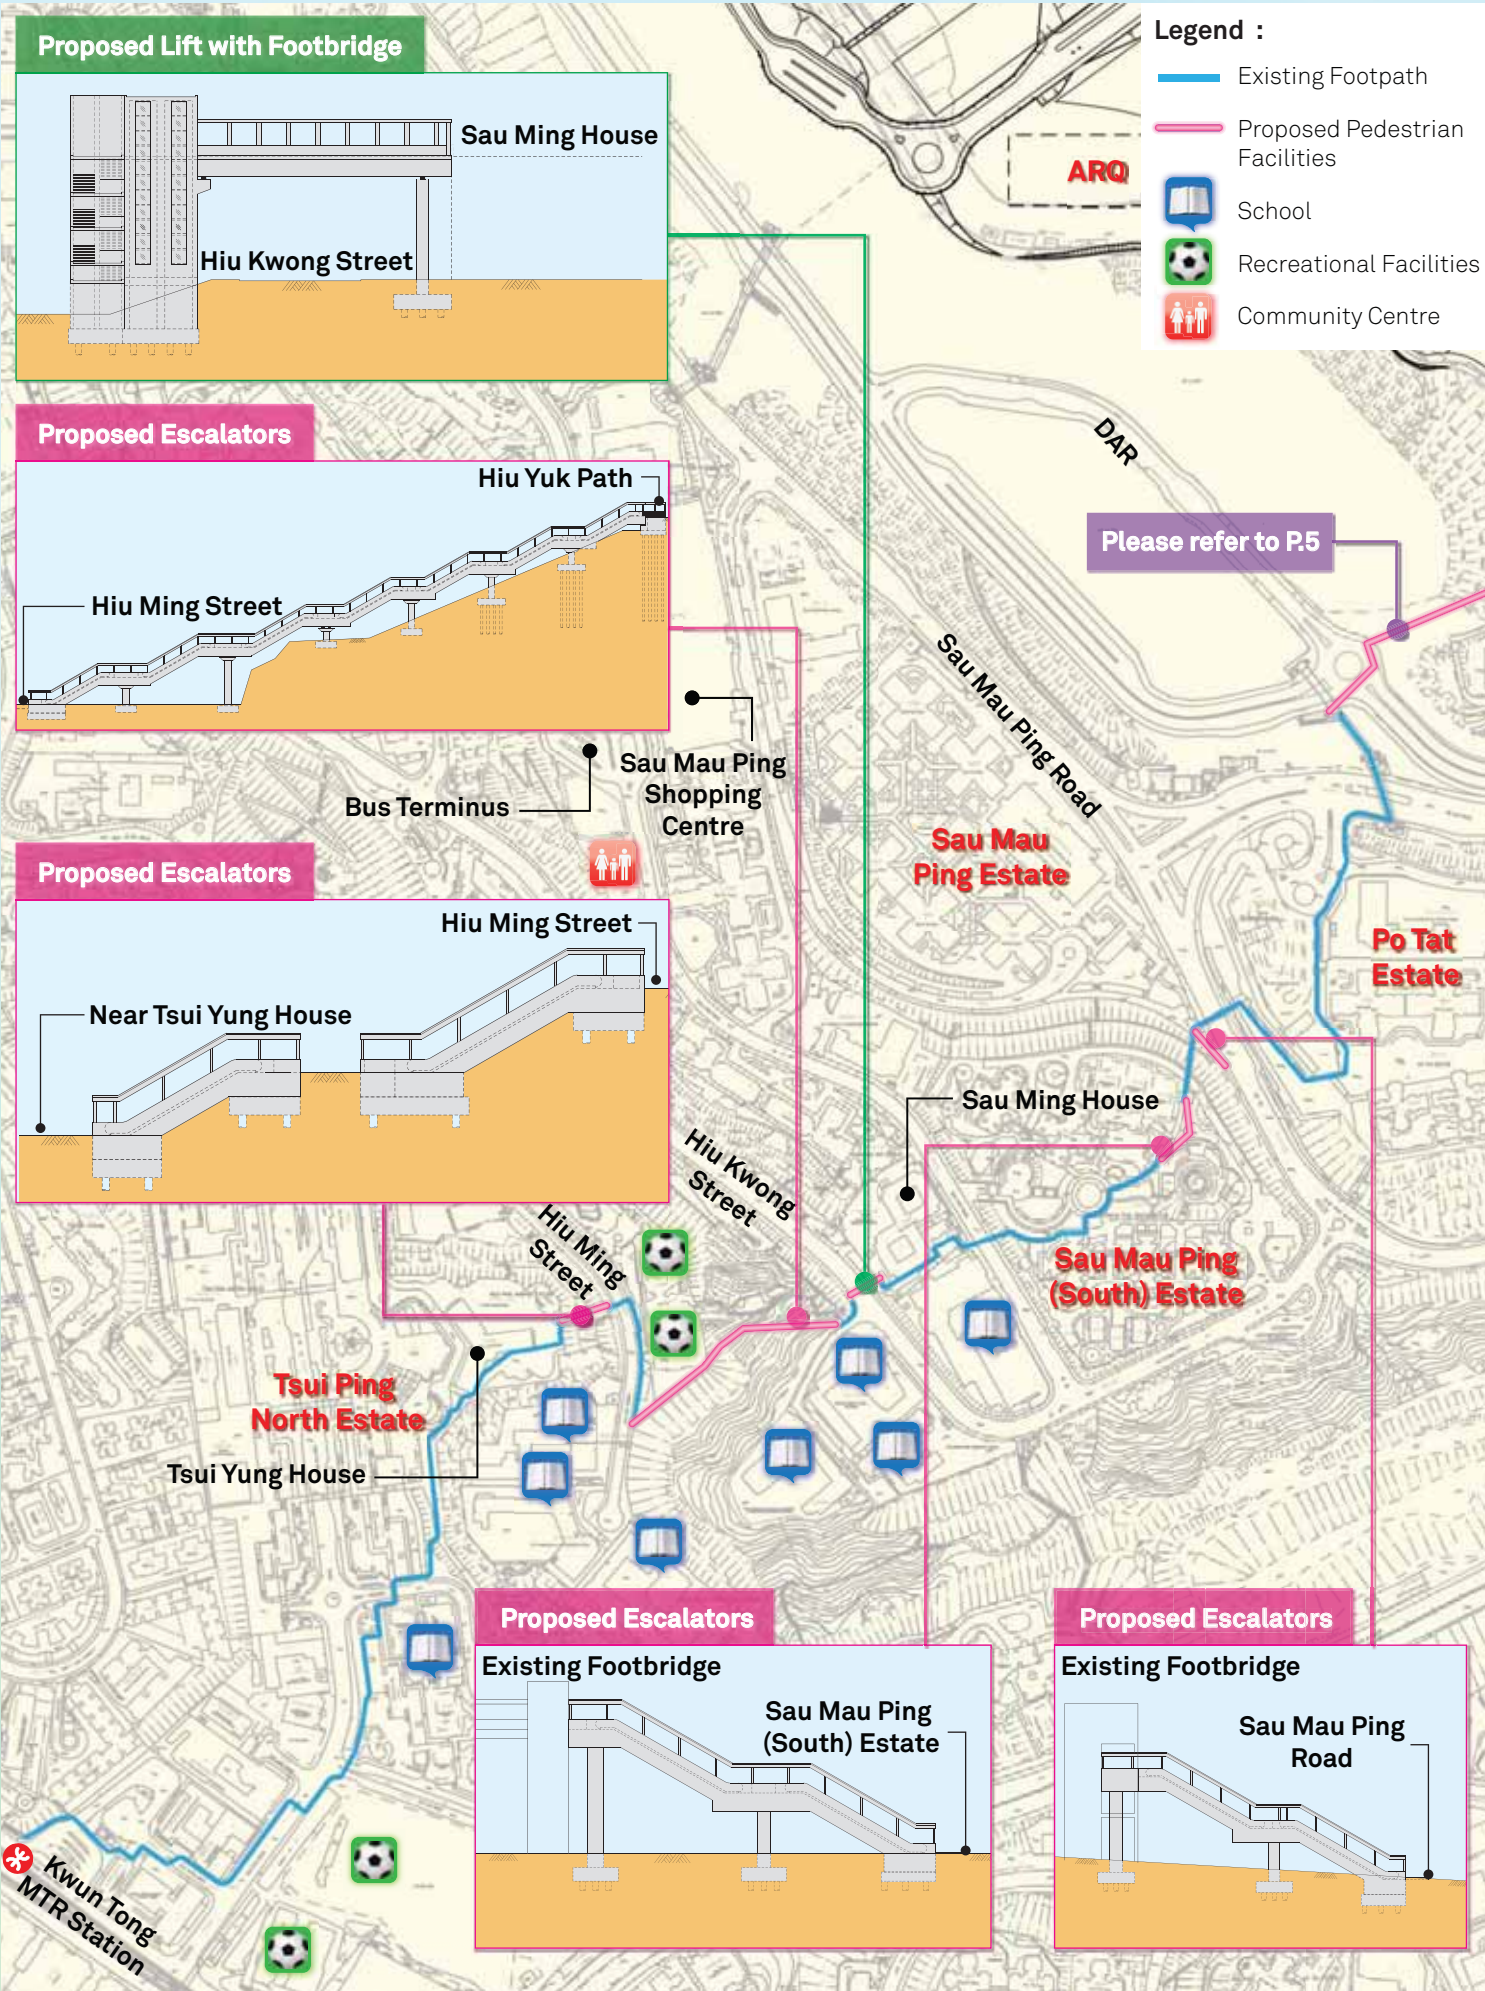 Proposed Lift with Footbridge
Sau Ming House
Hiu Kwong Street
Legend :
Existing Footpath
Proposed Pedestrian
Facilities
School
Recreational Facilities
Community Centre
ARQ
Proposed Escalators
Hiu Yuk Path
Hiu Ming Street
DAR
Please refer to P.5
Sau Mau Ping Road
Sau Mau Ping
Shopping
Centre
Bus Terminus
Sau Mau
Ping Estate
Po Tat
Estate
Proposed Escalators
Hiu Ming Street
Near Tsui Yung House
Sau Ming House
Hiu Kwong
Street
Hiu Ming
Street
Sau Mau Ping
(South) Estate
Tsui Ping
North Estate
Tsui Yung House
Proposed Escalators
Existing Footbridge
Sau Mau Ping
(South) Estate
Proposed Escalators
Existing Footbridge
Sau Mau Ping
Road
Kwun Tong
MTR Station